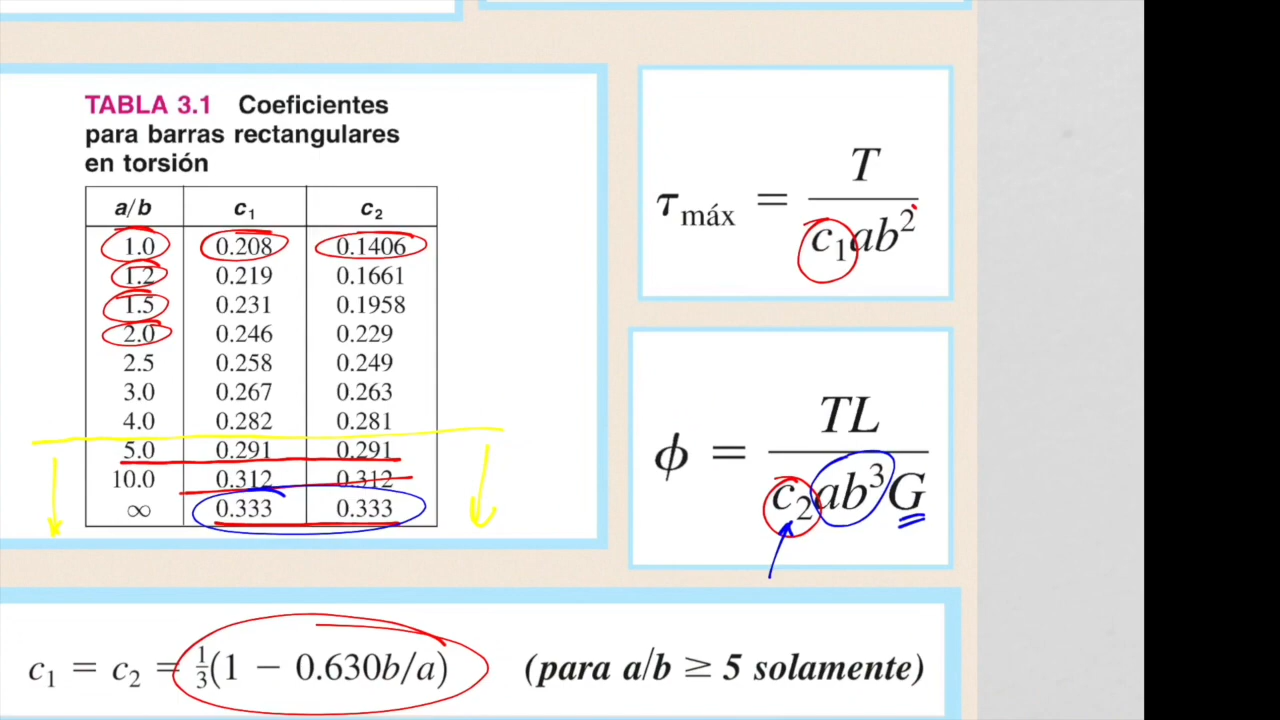 TABLA 3.1 Coeficientes
para barras rectangulares
en torsión
a/b c₁ c₂
1.0 0.208 0.1406
1.2 0.219 0.1661
1.5 0.231 0.1958
2.0 0.246 0.229
2.5 0.258 0.249
3.0 0.267 0.263
4.0 0.282 0.281
5.0 0.291 0.291
10.0 0.312 0.312
∞ 0.333 0.333
τmáx = T / c₁ab²
ϕ = TL / c₂ab³G
c₁ = c₂ = ⅓(1 − 0.630b/a) (para a/b ≥ 5 solamente)